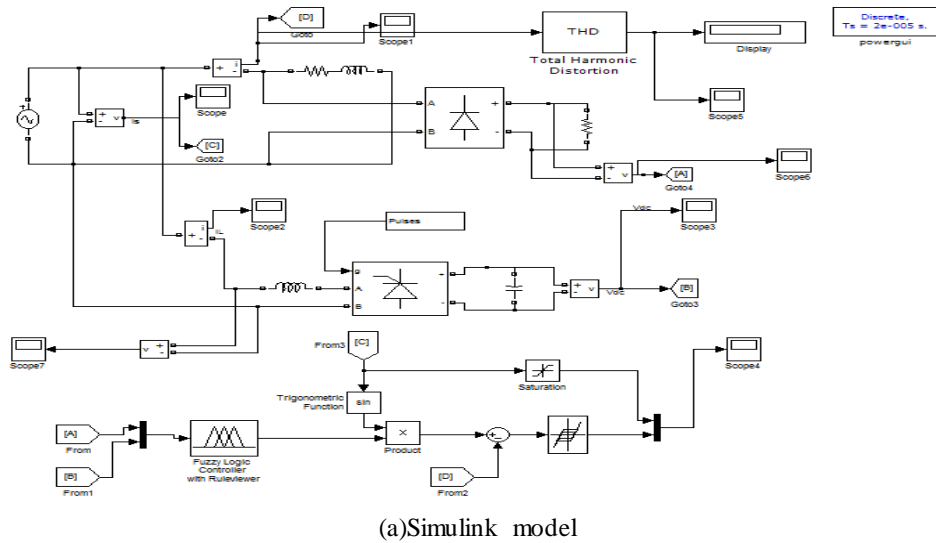 [D]
Goto
Scope1
THD
Total Harmonic
Distortion
Display
Discrete,
Ts = 2e-005 s.
powergui
Scope
Is
[C]
Goto2
A
B
Scope5
[A]
Goto4
Scope6
Scope2
IL
Pulses
Vdc
Scope3
g
A
B
Vdc
[B]
Goto3
Scope7
From3
[C]
Saturation
Scope4
Trigonometric
Function
sin
[A]
From
[B]
From1
Fuzzy Logic
Controller
with Ruleviewer
×
Product
[D]
From2
(a)Simulink model